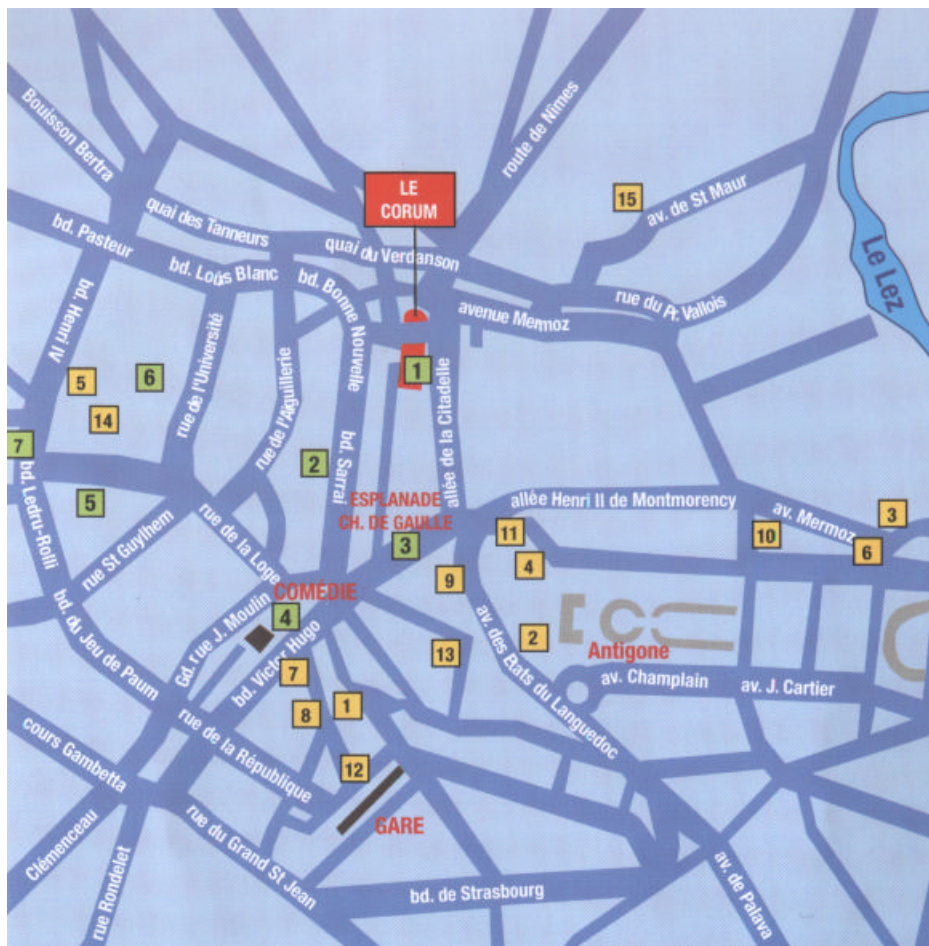 Bouisson Bertra
route de Nîmes
LE
CORUM
15
av. de St Maur
quai des Tanneurs
bd. Pasteur
quai du Verdanson
Le Lez
bd. Louis Blanc
bd. Bonne Nouvelle
avenue Mermoz
rue du Pr. Vallois
bd. Henri IV
rue de l'Université
rue de l'Aiguillerie
1
5
6
14
allée de la Citadelle
7
2
bd. Sarrai
bd. Ledru-Rolli
5
ESPLANADE
CH. DE GAULLE
allée Henri II de Montmorency
3
av. Mermoz
11
10
6
3
rue St Guylhem
rue de la Loge
4
9
COMÉDIE
4
Gd. rue J. Moulin
bd. du Jeu de Paum
bd. Victor Hugo
av. des Etats du Languedoc
2
13
Antigone
7
av. Champlain
av. J. Cartier
8
1
rue de la République
cours Gambetta
12
GARE
Clémenceau
rue du Grand St Jean
rue Rondelet
bd. de Strasbourg
av. de Palava